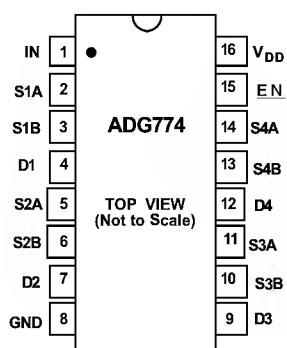 IN 1 16 VDD
S1A 2 15 EN
S1B 3 ADG774 14 S4A
D1 4 13 S4B
S2A 5 TOP VIEW 12 D4
(Not to Scale)
S2B 6 11 S3A
D2 7 10 S3B
GND 8 9 D3